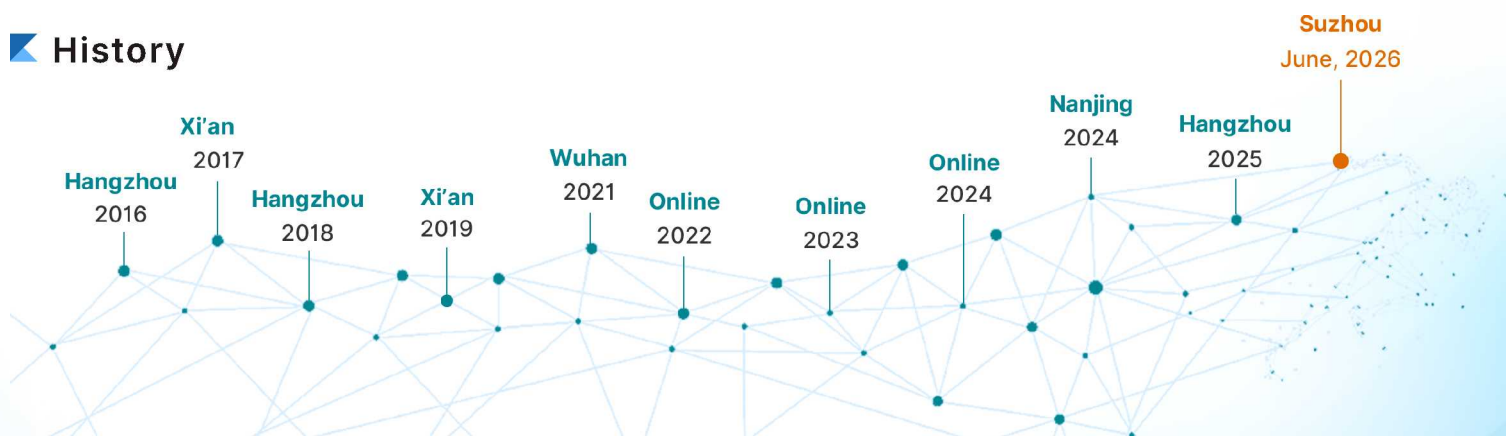 History
Hangzhou
2016
Xi'an
2017
Hangzhou
2018
Xi'an
2019
Wuhan
2021
Online
2022
Online
2023
Online
2024
Nanjing
2024
Hangzhou
2025
Suzhou
June, 2026